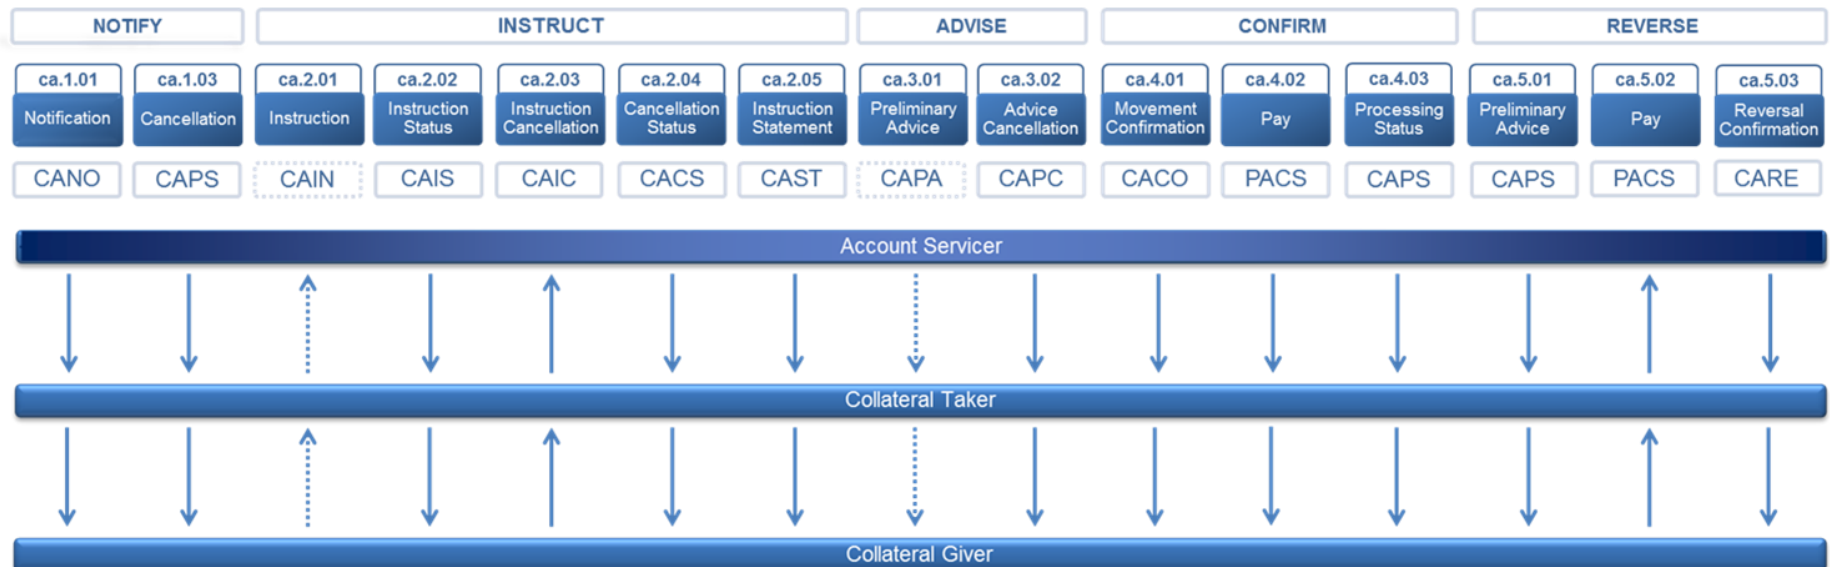 NOTIFY INSTRUCT ADVISE CONFIRM REVERSE
ca.1.01 ca.1.03 ca.2.01 ca.2.02 ca.2.03 ca.2.04 ca.2.05 ca.3.01 ca.3.02 ca.4.01 ca.4.02 ca.4.03 ca.5.01 ca.5.02 ca.5.03
Notification
Cancellation
Instruction
Instruction
Status
Instruction
Cancellation
Cancellation
Status
Instruction
Statement
Preliminary
Advice
Advice
Cancellation
Movement
Confirmation
Pay
Processing
Status
Preliminary
Advice
Pay
Reversal
Confirmation
CANO CAPS CAIN CAIS CAIC CACS CAST CAPA CAPC CACO PACS CAPS CAPS PACS CARE
Account Servicer
Collateral Taker
Collateral Giver